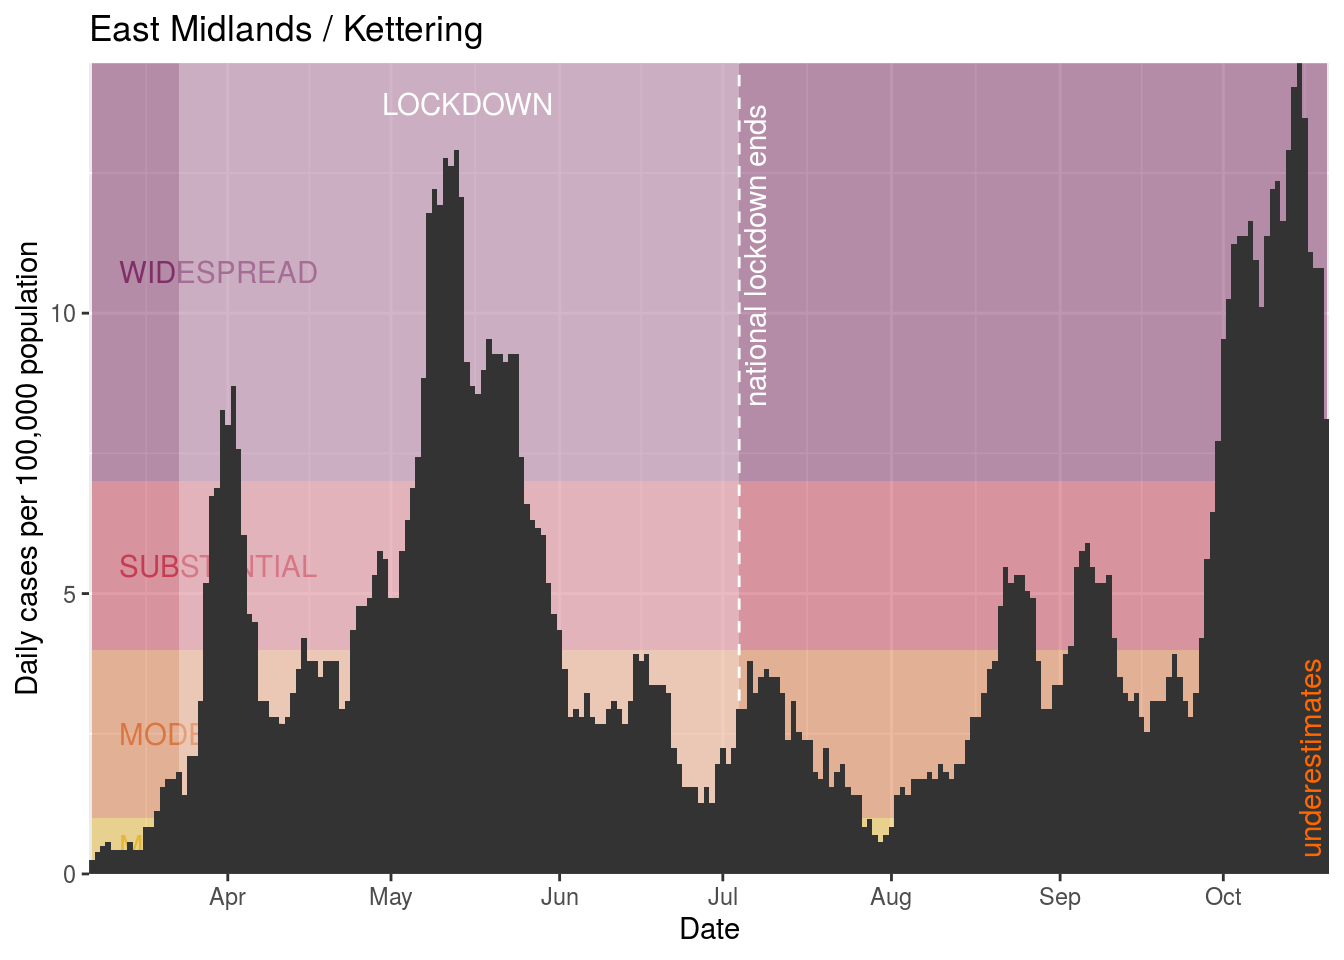 East Midlands / Kettering
LOCKDOWN
national lockdown ends
WIDESPREAD
Daily cases per 100,000 population
10
5
0
underestimates
Apr
May
Jun
Jul
Aug
Sep
Oct
Date